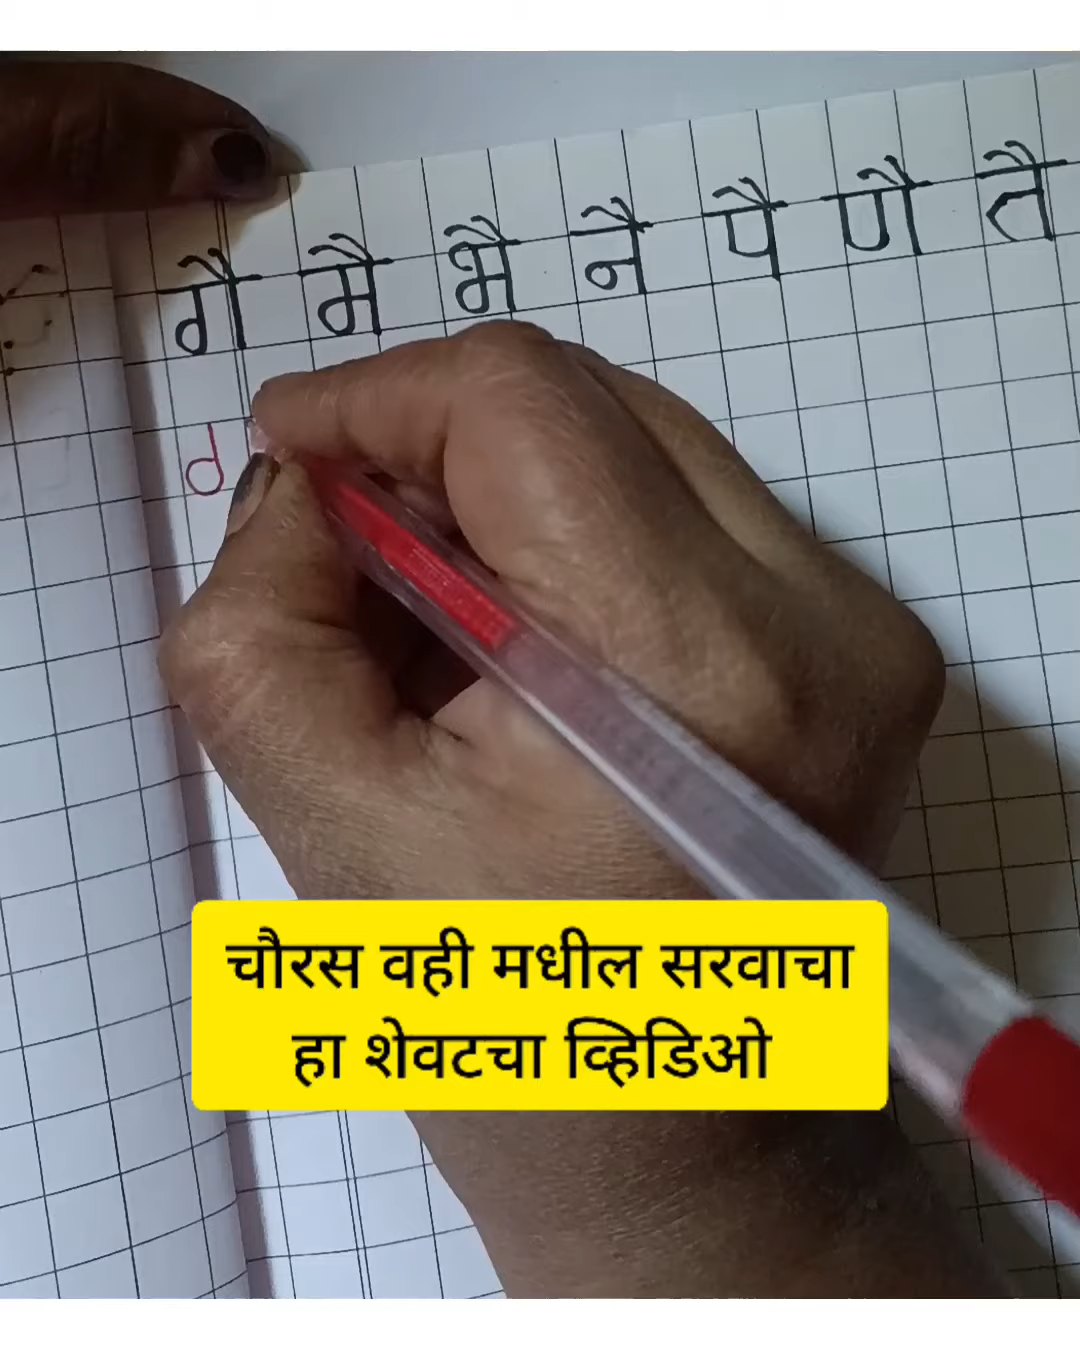 गै मै भै नै पै णै तै
d
चौरस वही मधील सरवाचा
हा शेवटचा व्हिडिओ